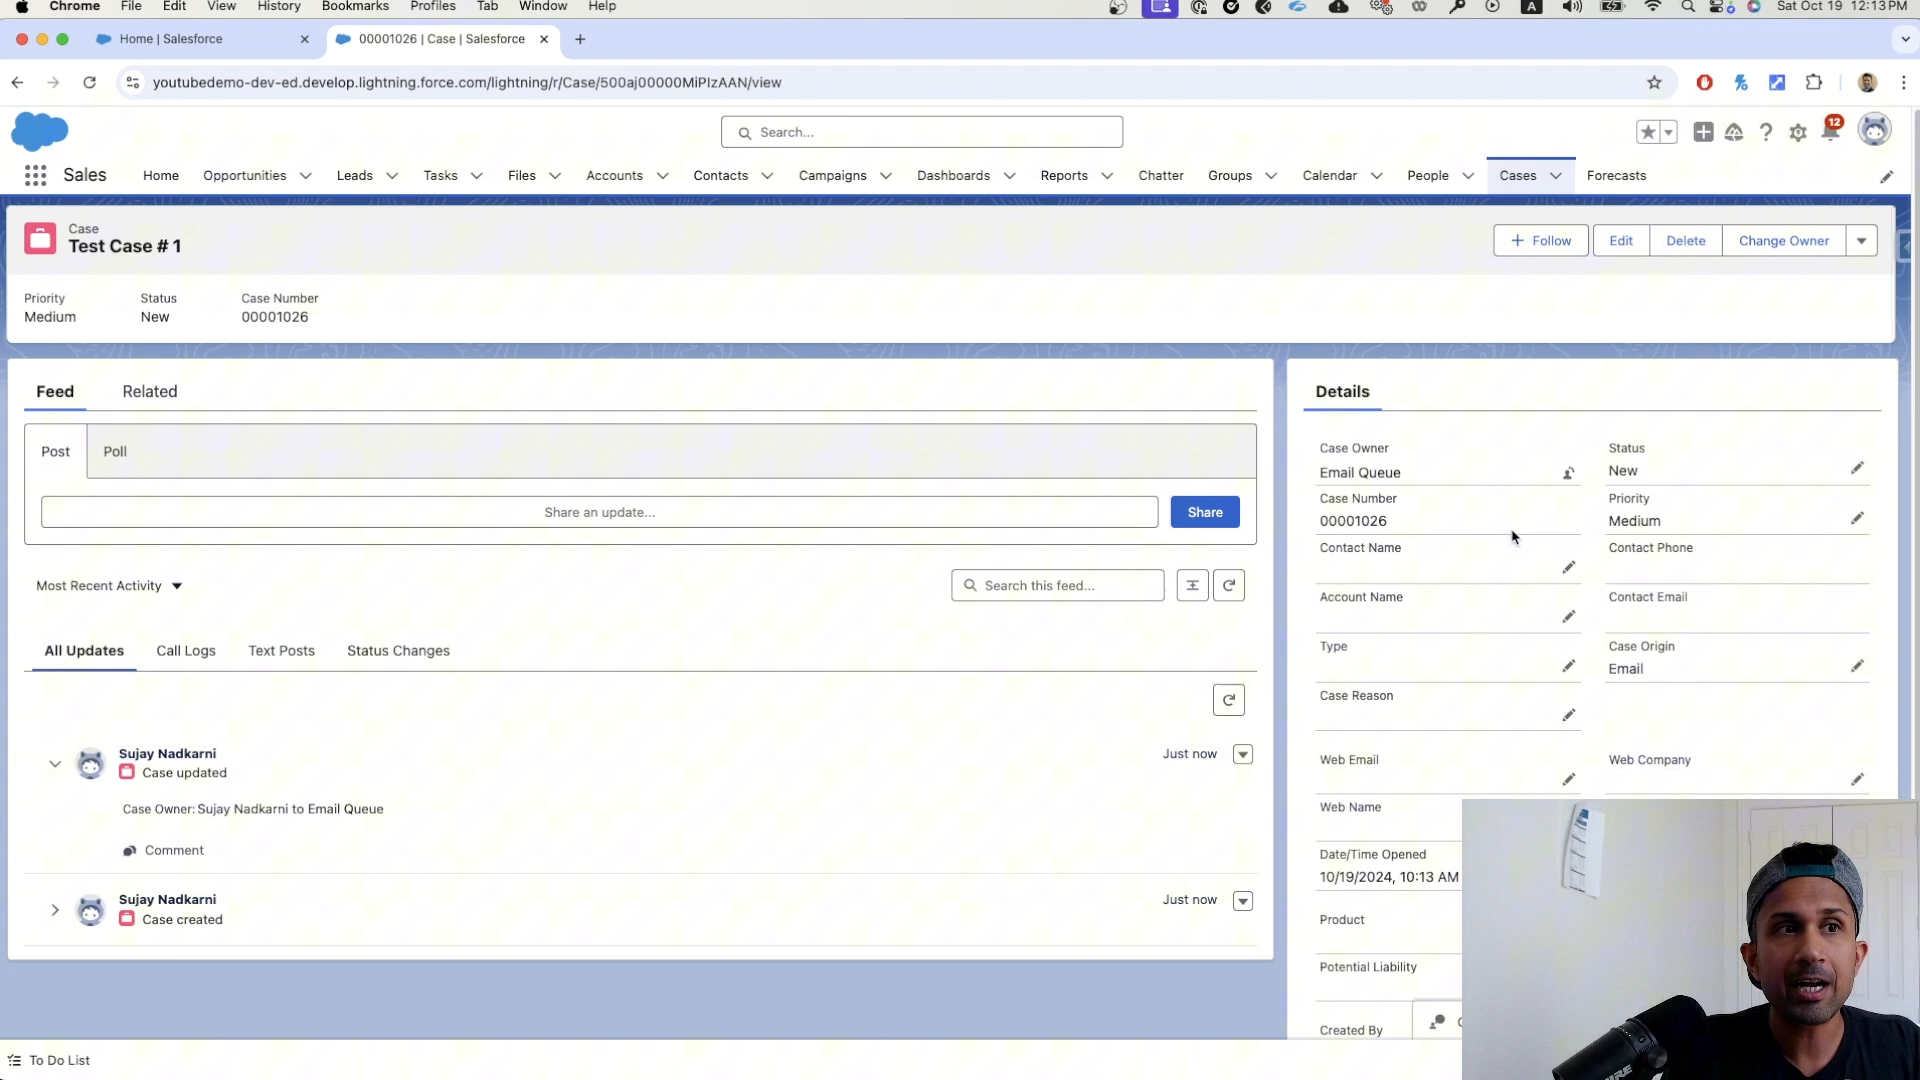 Chrome File Edit View History Bookmarks Profiles Tab Window Help A Sat Oct 19 12:13 PM
Home | Salesforce 00001026 | Case | Salesforce
youtubedemo-dev-ed.develop.lightning.force.com/lightning/r/Case/500aj00000MiPIzAAN/view
Search... 12
Sales Home Opportunities Leads Tasks Files Accounts Contacts Campaigns Dashboards Reports Chatter Groups Calendar People Cases Forecasts
Case
Test Case # 1
Follow Edit Delete Change Owner
Priority Status Case Number
Medium New 00001026
Feed Related
Post Poll
Share an update... Share
Most Recent Activity Search this feed...
All Updates Call Logs Text Posts Status Changes
Sujay Nadkarni Just now
Case updated
Case Owner: Sujay Nadkarni to Email Queue
Comment
Sujay Nadkarni Just now
Case created
Details
Case Owner Status
Email Queue New
Case Number Priority
00001026 Medium
Contact Name Contact Phone
Account Name Contact Email
Type Case Origin
Email
Case Reason
Web Email Web Company
Web Name
Date/Time Opened
10/19/2024, 10:13 AM
Product
Potential Liability
Created By
To Do List